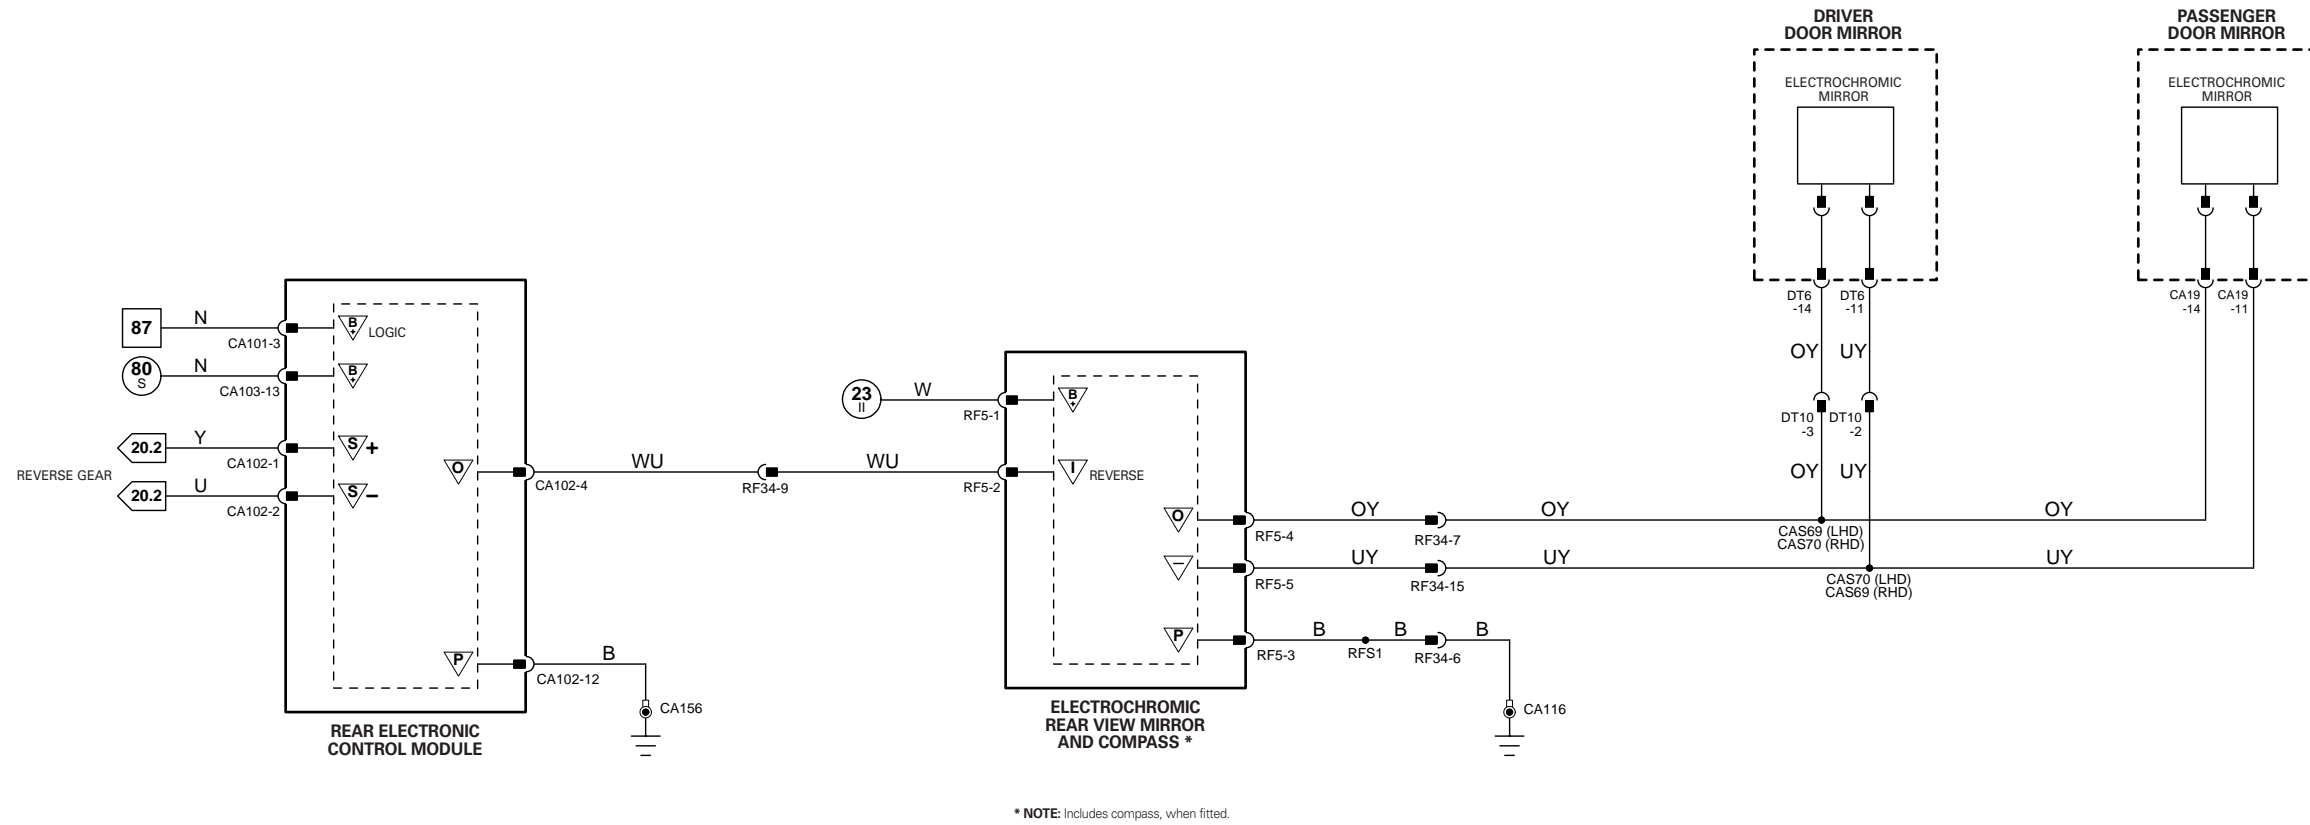 DRIVER
DOOR MIRROR
PASSENGER
DOOR MIRROR
ELECTROCHROMIC
MIRROR
ELECTROCHROMIC
MIRROR
DT6
-14
DT6
-11
CA19
-14
CA19
-11
OY
UY
DT10
-3
DT10
-2
OY
UY
87
N
CA101-3
B
+
LOGIC
80
S
N
CA103-13
B
+
REVERSE GEAR
20.2
Y
CA102-1
S
+
20.2
U
CA102-2
S
–
O
CA102-4
WU
RF34-9
WU
RF5-2
I
REVERSE
23
II
W
RF5-1
B
+
O
RF5-4
OY
RF34-7
OY
CAS69 (LHD)
CAS70 (RHD)
OY
–
RF5-5
UY
RF34-15
UY
CAS70 (LHD)
CAS69 (RHD)
UY
P
RF5-3
B
RFS1
B
RF34-6
B
CA116
P
CA102-12
B
CA156
REAR ELECTRONIC
CONTROL MODULE
ELECTROCHROMIC
REAR VIEW MIRROR
AND COMPASS *
* NOTE: Includes compass, when fitted.